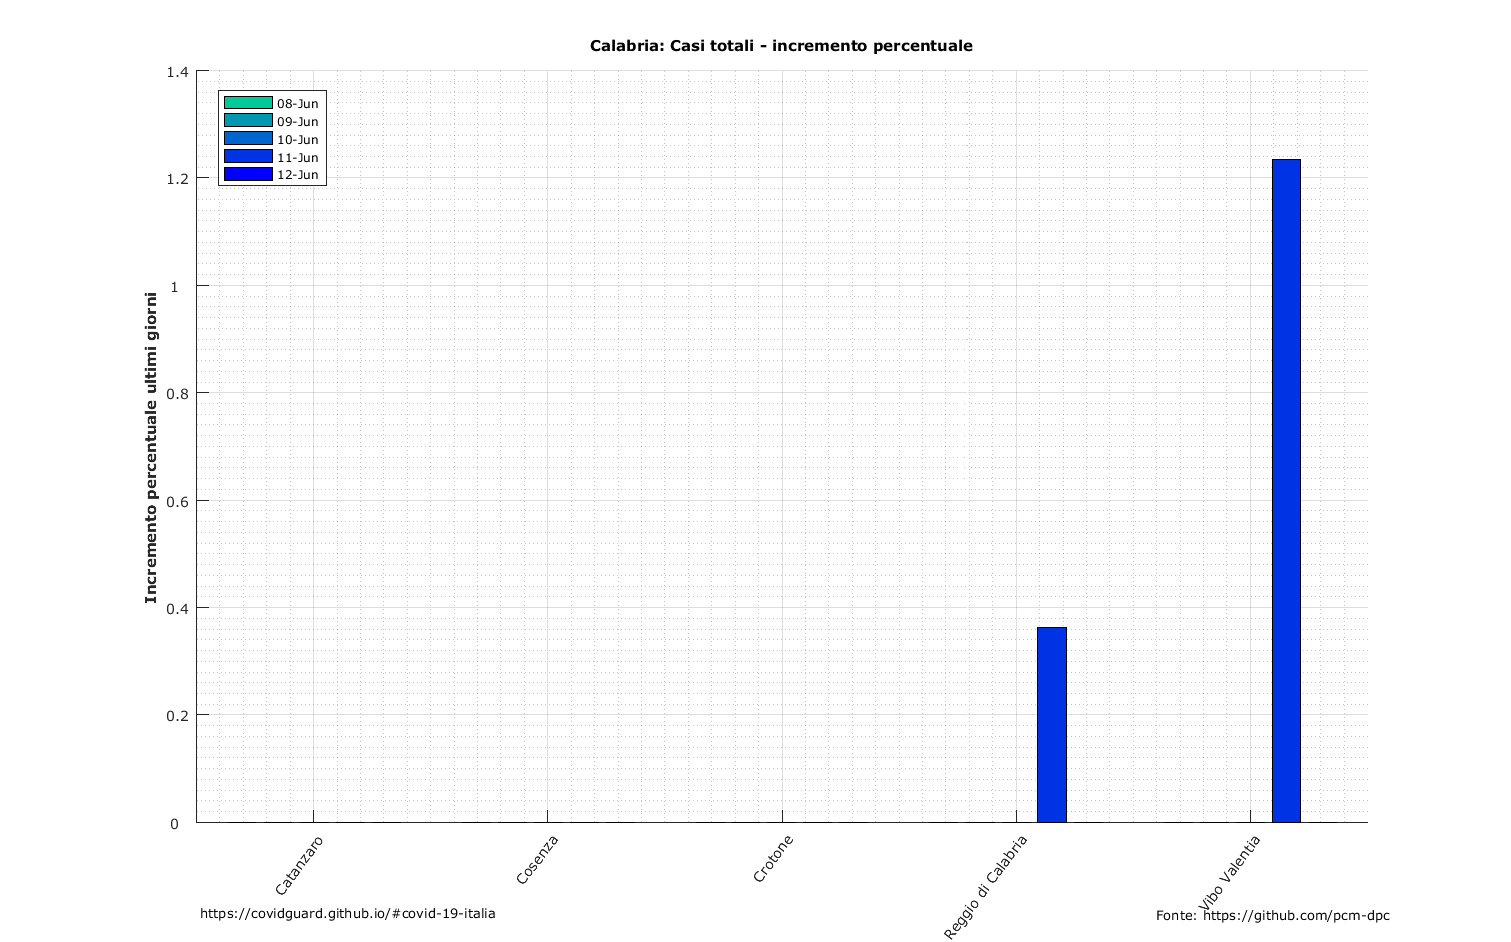 Calabria: Casi totali - incremento percentuale
1.4
1.2
1
0.8
0.6
0.4
0.2
0
Incremento percentuale ultimi giorni
08-Jun
09-Jun
10-Jun
11-Jun
12-Jun
Catanzaro
Cosenza
Crotone
Reggio di Calabria
Vibo Valentia
https://covidguard.github.io/#covid-19-italia
Fonte: https://github.com/pcm-dpc